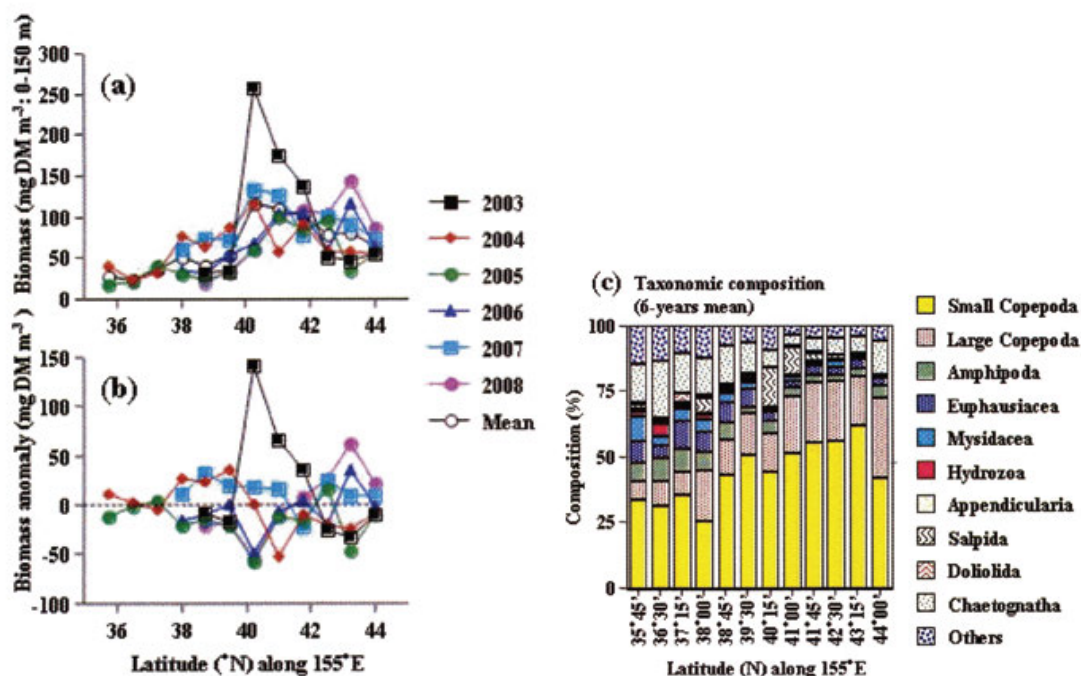 Biomass (mg DM m⁻³: 0-150 m)
300
250
200
150
100
50
0
(a)
36 38 40 42 44
Biomass anomaly (mg DM m⁻³)
150
100
50
0
-50
-100
(b)
36 38 40 42 44
Latitude (°N) along 155°E
2003
2004
2005
2006
2007
2008
Mean
(c) Taxonomic composition
(6-years mean)
Composition (%)
100
75
50
25
0
35°45'
36°30'
37°15'
38°00'
38°45'
39°30'
40°15'
41°00'
41°45'
42°30'
43°15'
44°00'
Latitude (N) along 155°E
Small Copepoda
Large Copepoda
Amphipoda
Euphausiacea
Mysidacea
Hydrozoa
Appendicularia
Salpida
Doliolida
Chaetognatha
Others